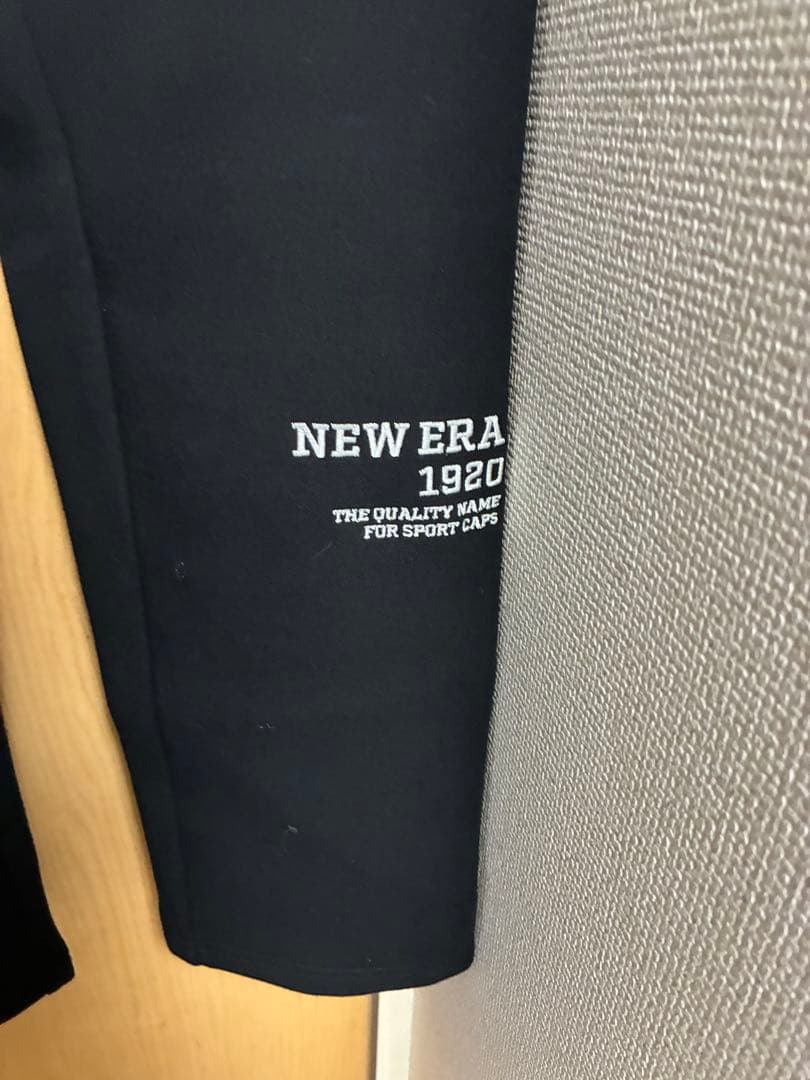 NEW ERA
1920
THE QUALITY NAME
FOR SPORT CAPS